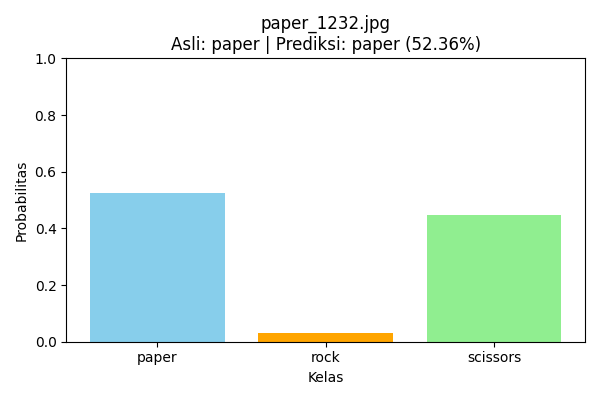 paper_1232.jpg
Asli: paper | Prediksi: paper (52.36%)
1.0
0.8
0.6
0.4
0.2
0.0
Probabilitas
paper
rock
scissors
Kelas